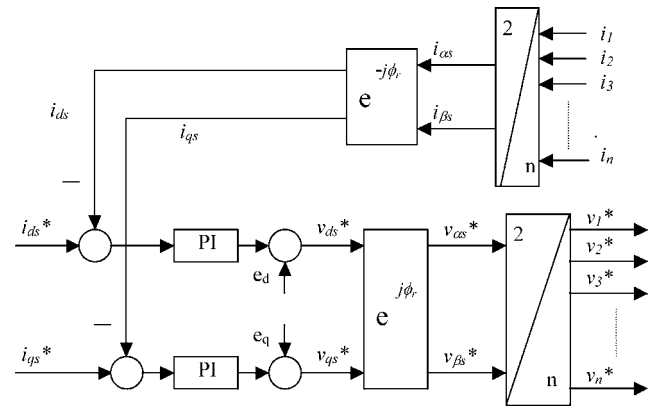 2
i1
iαs
i2
-jϕr
e
i3
ids
iqs
iβs
n
in
–
ids*
PI
vds*
vαs*
2
v1*
v2*
ed
jϕr
e
v3*
–
eq
iqs*
PI
vqs*
vβs*
n
vn*